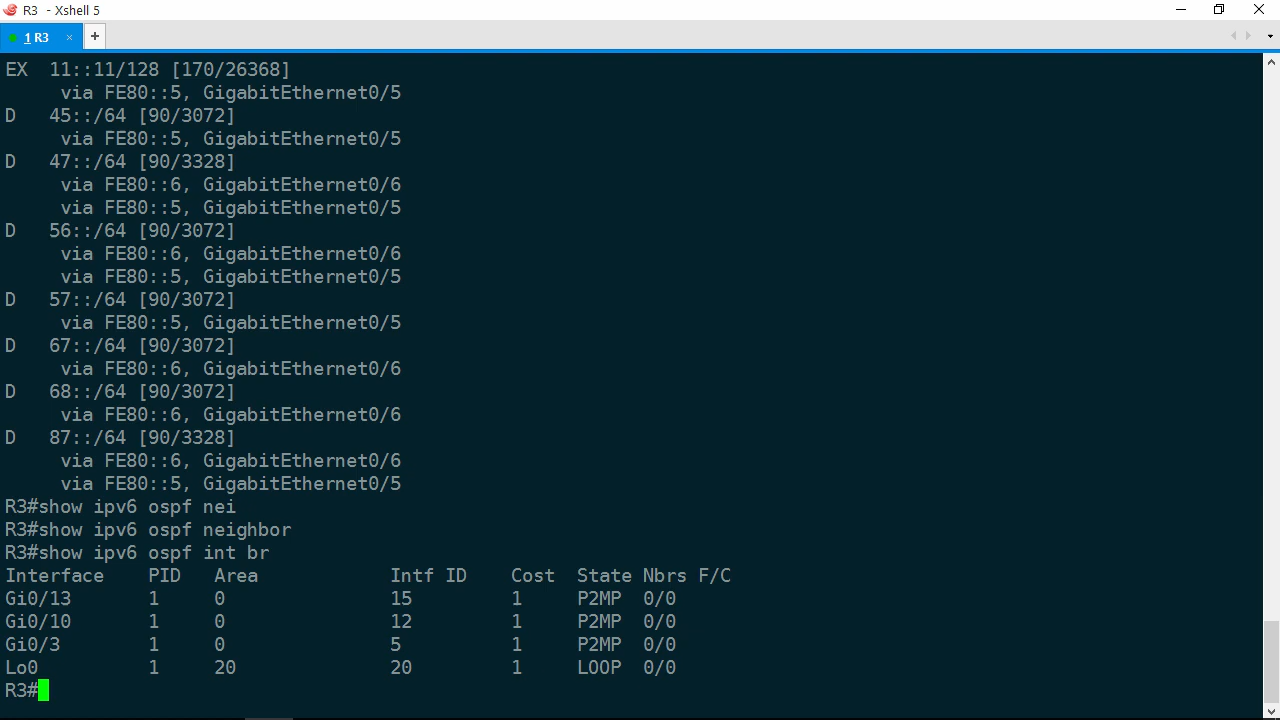 R3 - Xshell 5
1 R3 × +
EX 11::11/128 [170/26368]
via FE80::5, GigabitEthernet0/5
D 45::/64 [90/3072]
via FE80::5, GigabitEthernet0/5
D 47::/64 [90/3328]
via FE80::6, GigabitEthernet0/6
via FE80::5, GigabitEthernet0/5
D 56::/64 [90/3072]
via FE80::6, GigabitEthernet0/6
via FE80::5, GigabitEthernet0/5
D 57::/64 [90/3072]
via FE80::5, GigabitEthernet0/5
D 67::/64 [90/3072]
via FE80::6, GigabitEthernet0/6
D 68::/64 [90/3072]
via FE80::6, GigabitEthernet0/6
D 87::/64 [90/3328]
via FE80::6, GigabitEthernet0/6
via FE80::5, GigabitEthernet0/5
R3#show ipv6 ospf nei
R3#show ipv6 ospf neighbor
R3#show ipv6 ospf int br
Interface PID Area Intf ID Cost State Nbrs F/C
Gi0/13 1 0 15 1 P2MP 0/0
Gi0/10 1 0 12 1 P2MP 0/0
Gi0/3 1 0 5 1 P2MP 0/0
Lo0 1 20 20 1 LOOP 0/0
R3#